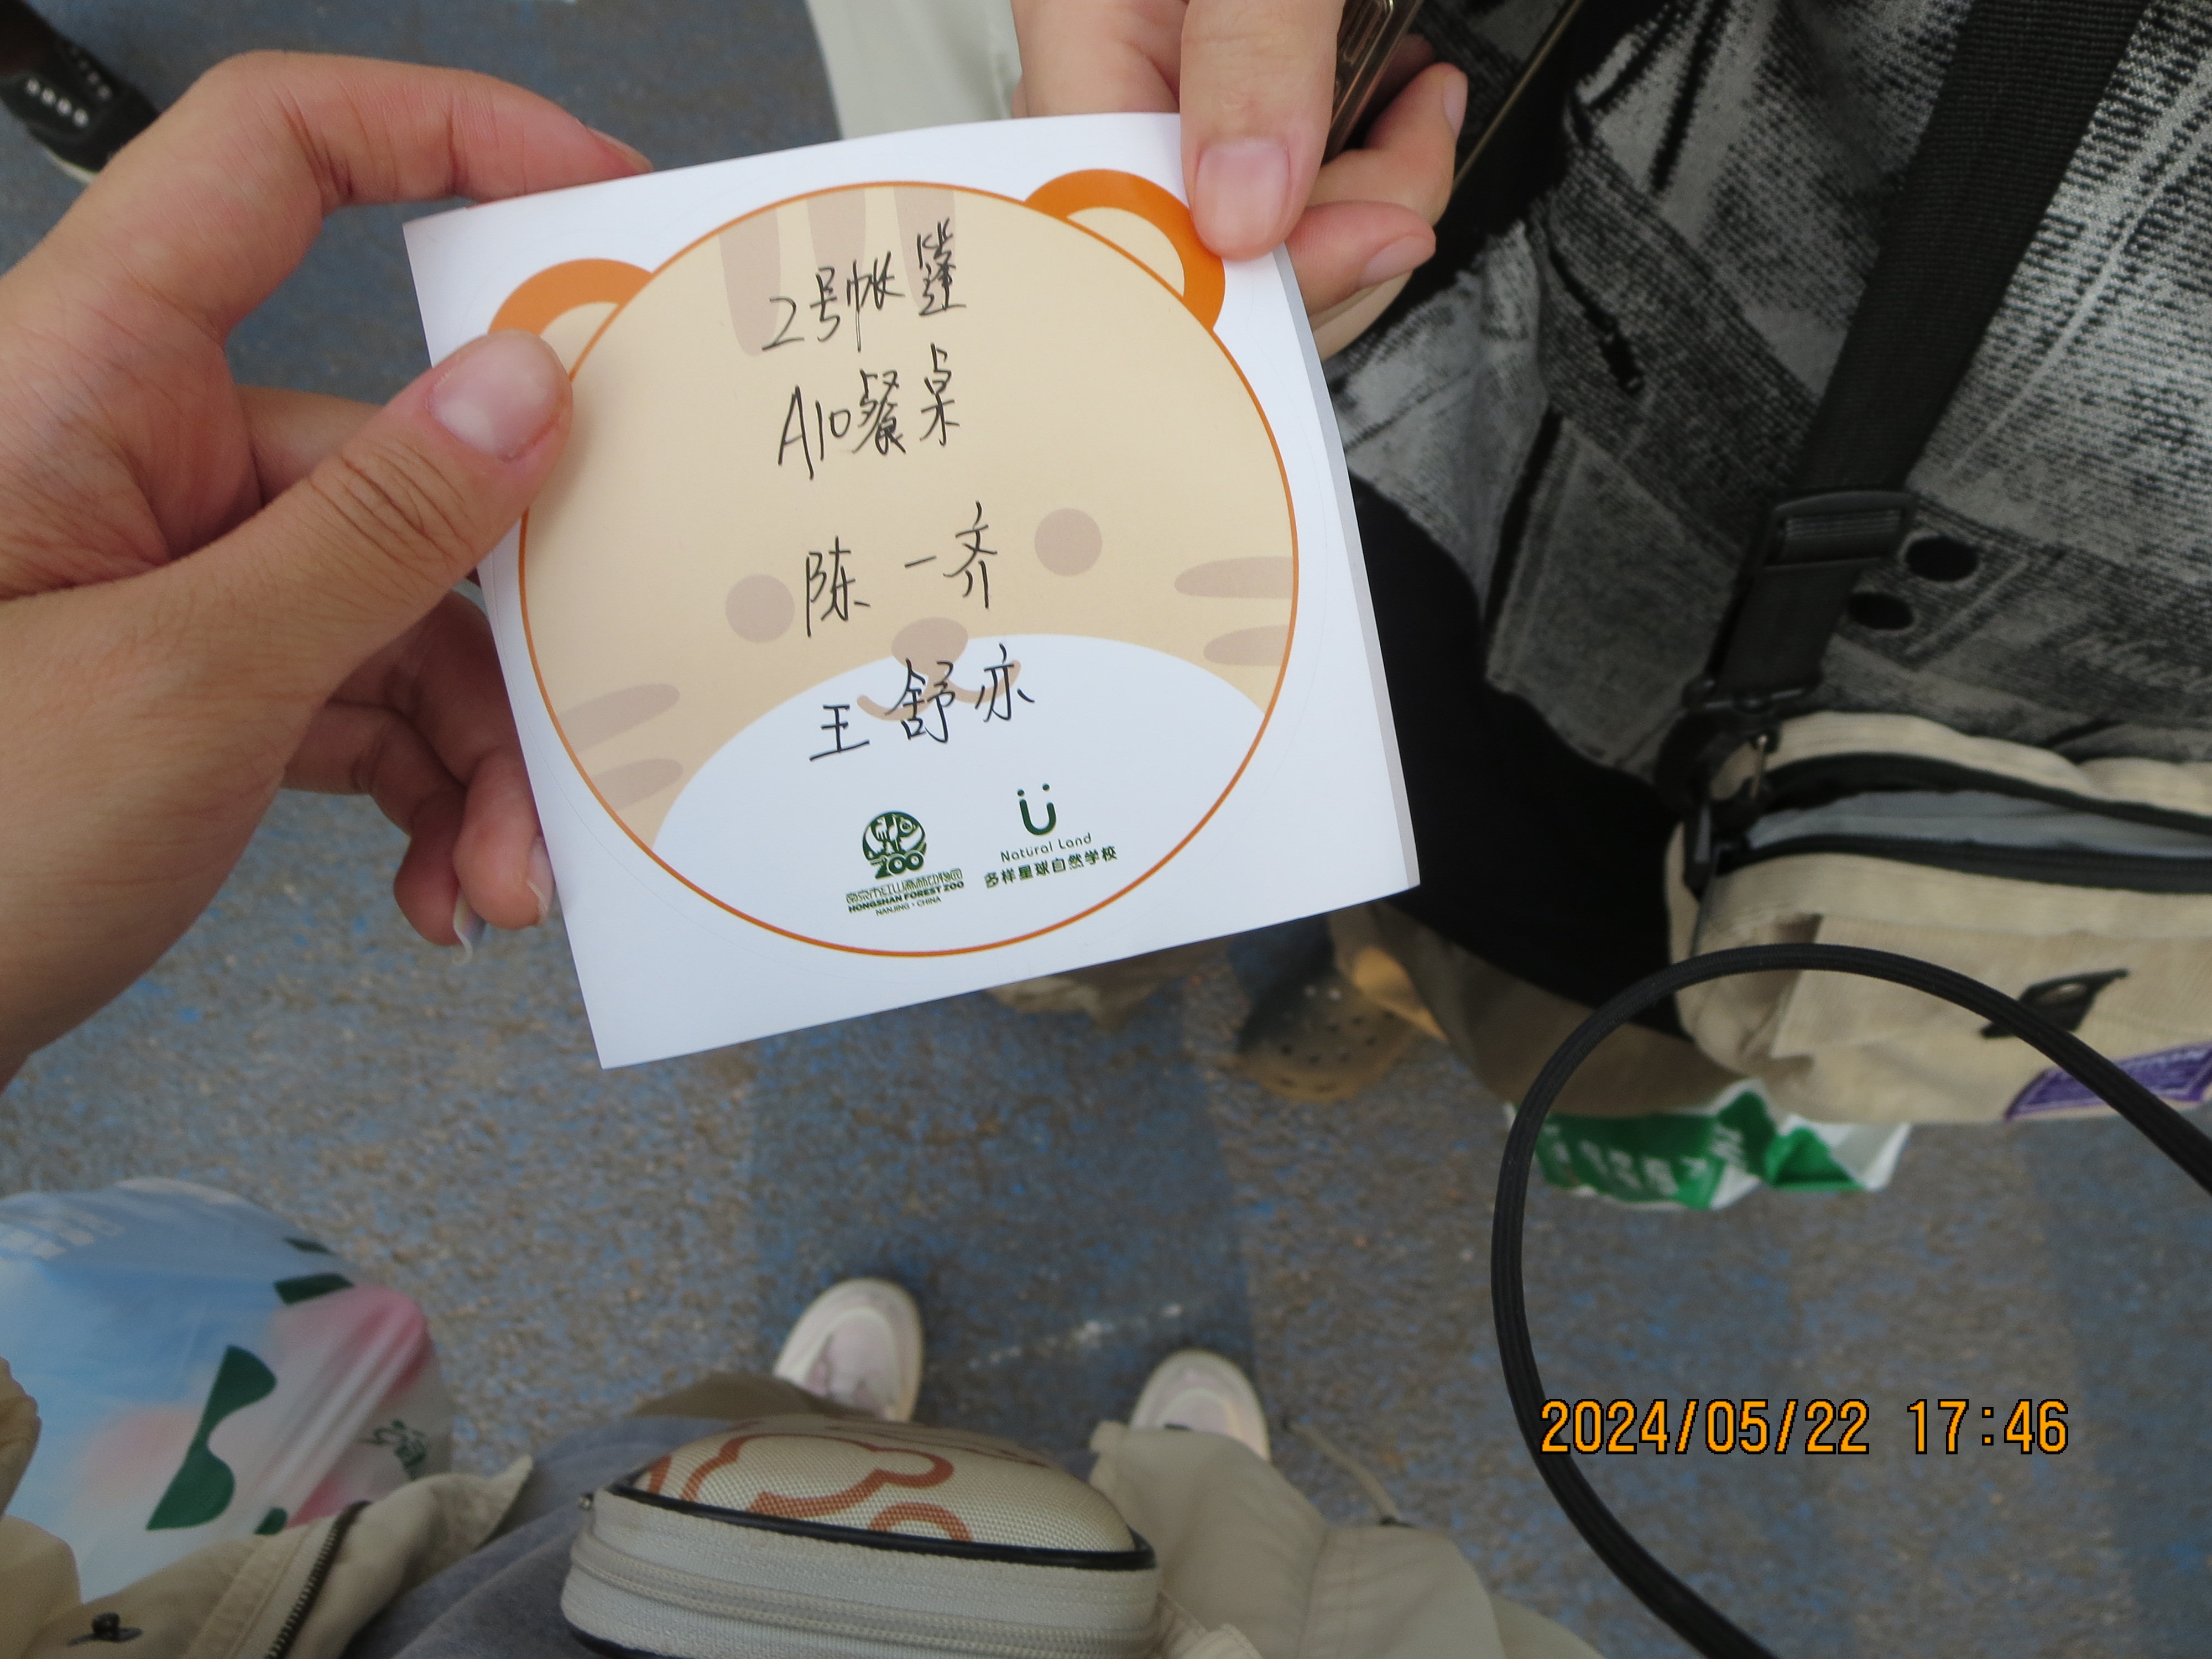 2号帐篷
A10餐桌
陈一齐
王舒亦
ZOO
南京市红山森林动物园
HONGSHAN FOREST ZOO
NANJING·CHINA
Natural Land
多样星球自然学校
2024/05/22 17:46